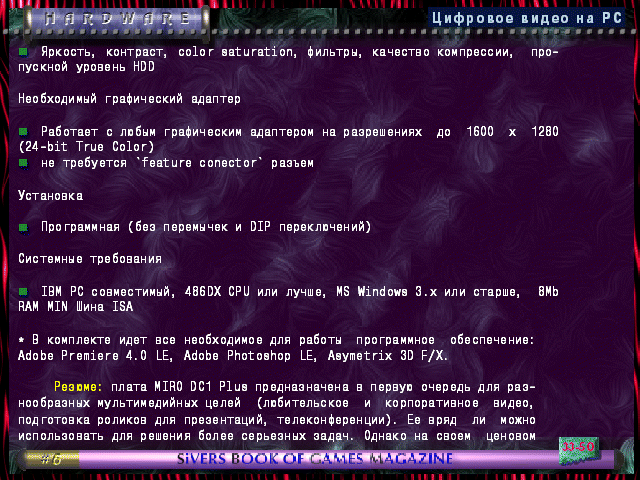 HARDWARE
Цифровое видео на PC
Яркость, контраст, color saturation, фильтры, качество компрессии, про-
пускной уровень HDD
Необходимый графический адаптер
Работает с любым графическим адаптером на разрешениях до 1600 x 1280
(24-bit True Color)
не требуется `feature conector` разъем
Установка
Программная (без перемычек и DIP переключений)
Системные требования
IBM PC совместимый, 486DX CPU или лучше, MS Windows 3.x или старше, 8Mb
RAM MIN Шина ISA
* В комплекте идет все необходимое для работы программное обеспечение:
Adobe Premiere 4.0 LE, Adobe Photoshop LE, Asymetrix 3D F/X.
Резюме: плата MIRO DC1 Plus предназначена в первую очередь для раз-
нообразных мультимедийных целей (любительское и корпоративное видео,
подготовка роликов для презентаций, телеконференции). Ее вряд ли можно
использовать для решения более серьезных задач. Однако на своем ценовом
#6
SiVERS BOOK OF GAMES MAGAZINE